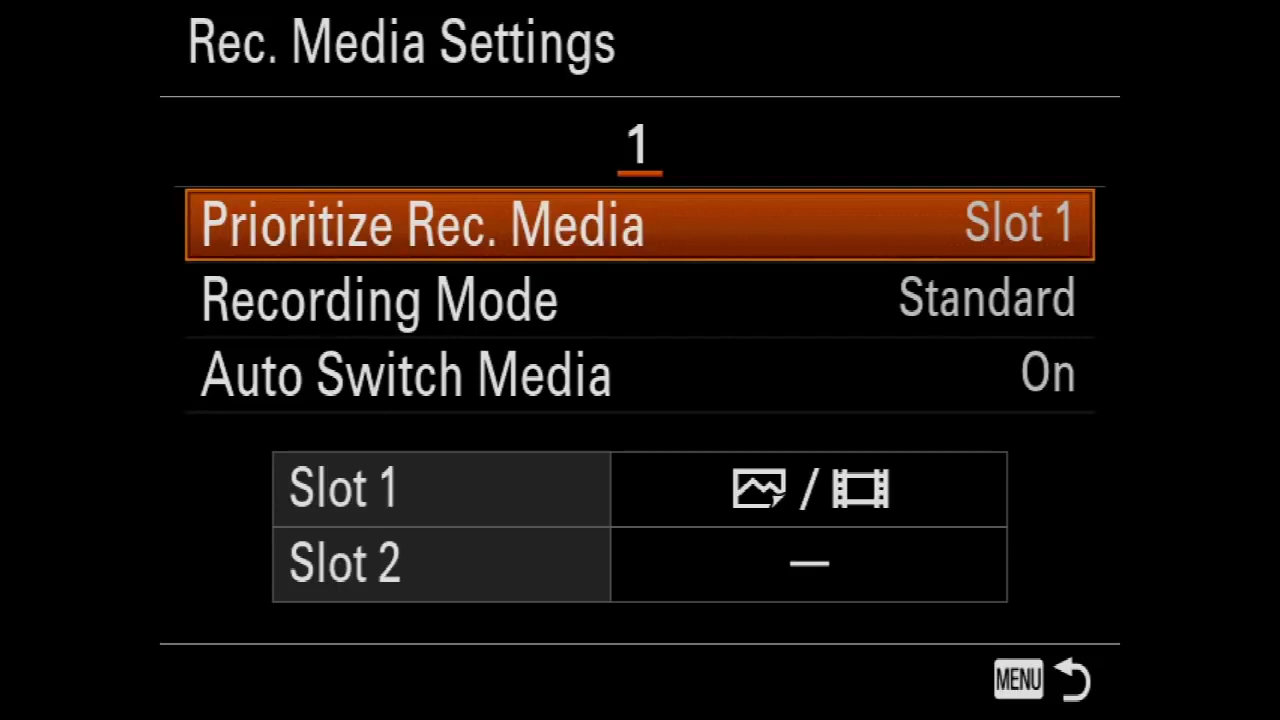 Rec. Media Settings
1
Prioritize Rec. Media Slot 1
Recording Mode Standard
Auto Switch Media On
Slot 1 /
Slot 2 —
MENU